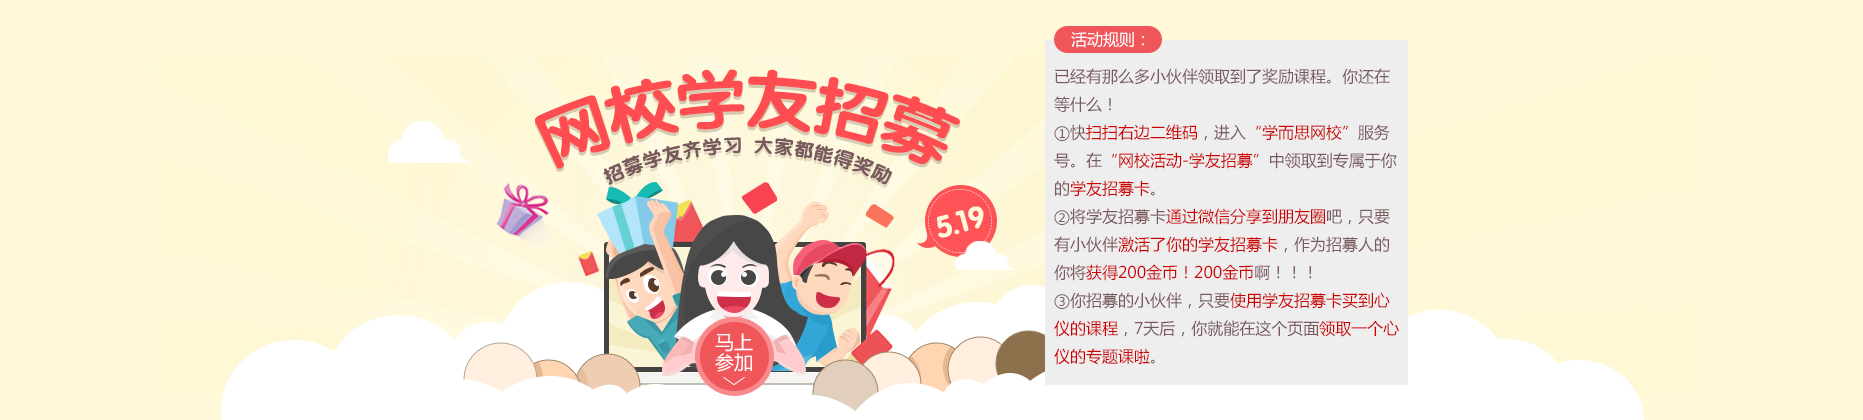 网校学友招募
招募学友齐学习 大家都能得奖励
5.19
马上
参加
活动规则：
已经有那么多小伙伴领取到了奖励课程。你还在
等什么！
①快扫扫右边二维码，进入“学而思网校”服务
号。在“网校活动-学友招募”中领取到专属于你
的学友招募卡。
②将学友招募卡通过微信分享到朋友圈吧，只要
有小伙伴激活了你的学友招募卡，作为招募人的
你将获得200金币！200金币啊！！！
③你招募的小伙伴，只要使用学友招募卡买到心
仪的课程，7天后，你就能在这个页面领取一个心
仪的专题课啦。